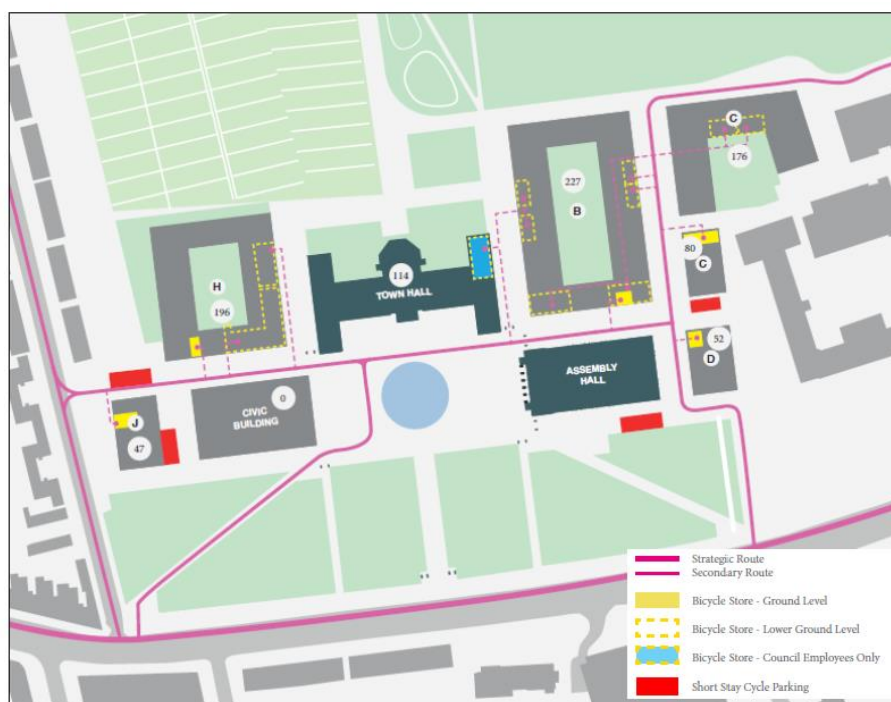 G
176
227
B
80
C
114
TOWN HALL
H
196
52
D
ASSEMBLY
HALL
0
CIVIC
BUILDING
J
47
Strategic Route
Secondary Route
Bicycle Store - Ground Level
Bicycle Store - Lower Ground Level
Bicycle Store - Council Employees Only
Short Stay Cycle Parking